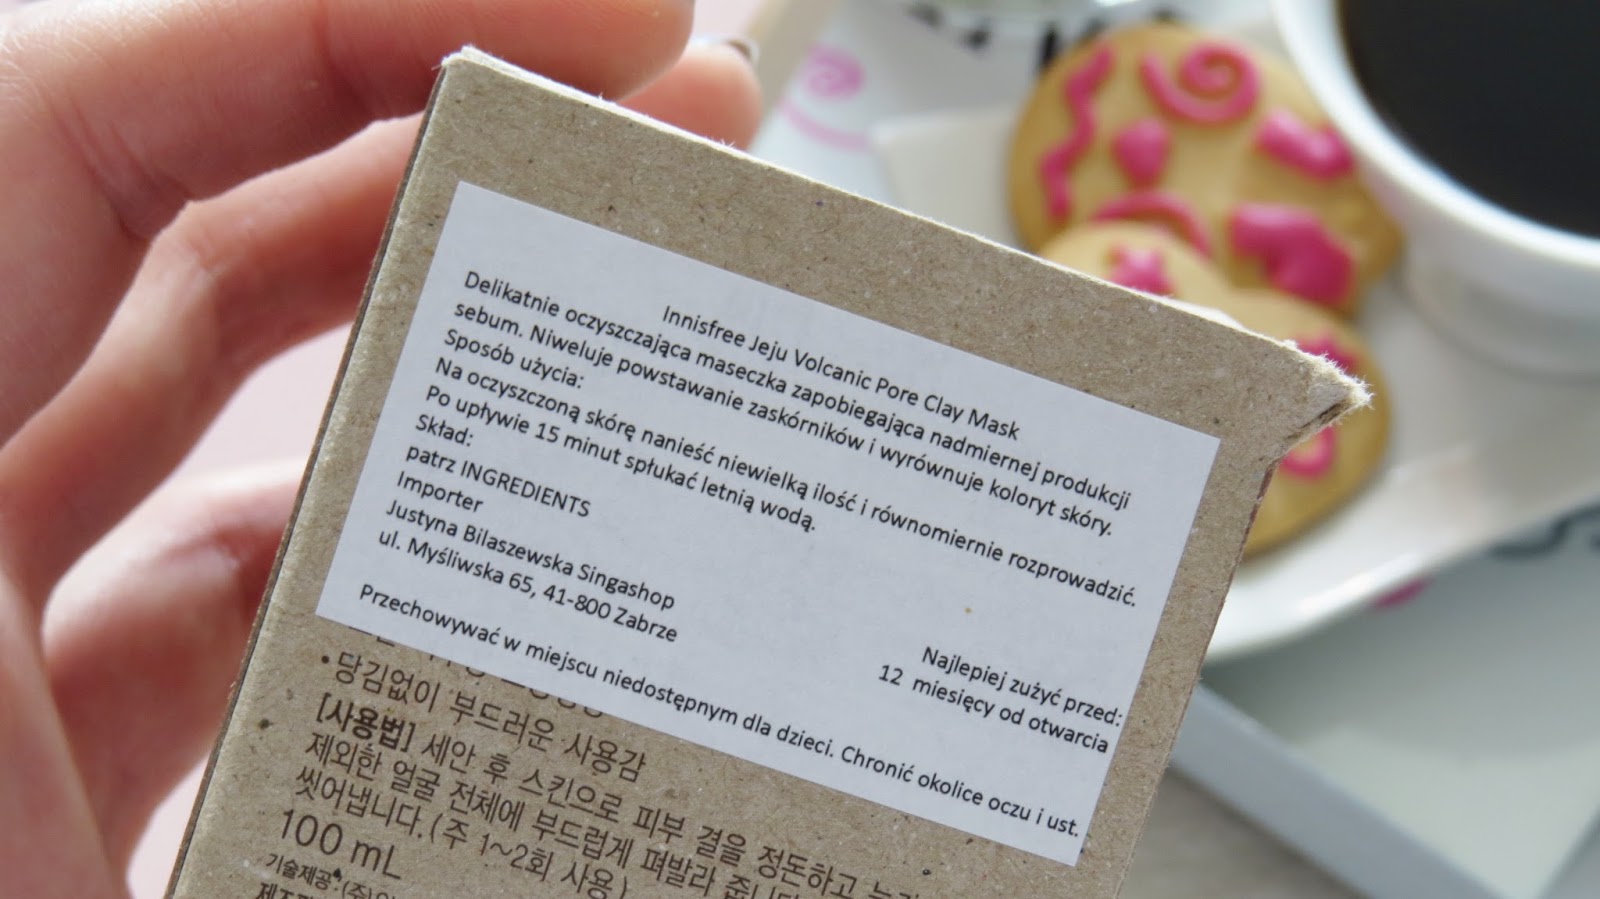 Innisfree Jeju Volcanic Pore Clay Mask
Delikatnie oczyszczająca maseczka zapobiegająca nadmiernej produkcji
sebum. Niweluje powstawanie zaskórników i wyrównuje koloryt skóry.
Sposób użycia:
Na oczyszczoną skórę nanieść niewielką ilość i równomiernie rozprowadzić.
Po upływie 15 minut spłukać letnią wodą.
Skład:
patrz INGREDIENTS
Importer
Justyna Bilaszewska Singashop
ul. Myśliwska 65, 41-800 Zabrze
Najlepiej zużyć przed:
12 miesięcy od otwarcia
Przechowywać w miejscu niedostępnym dla dzieci. Chronić okolice oczu i ust.
• 당김없이 부드러운 사용감
[사용법] 세안 후 스킨으로 피부 결을 정돈하고
제외한 얼굴 전체에 부드럽게 펴발라
씻어냅니다.(주 1~2회 사용)
100 mL
기술제공:(주)